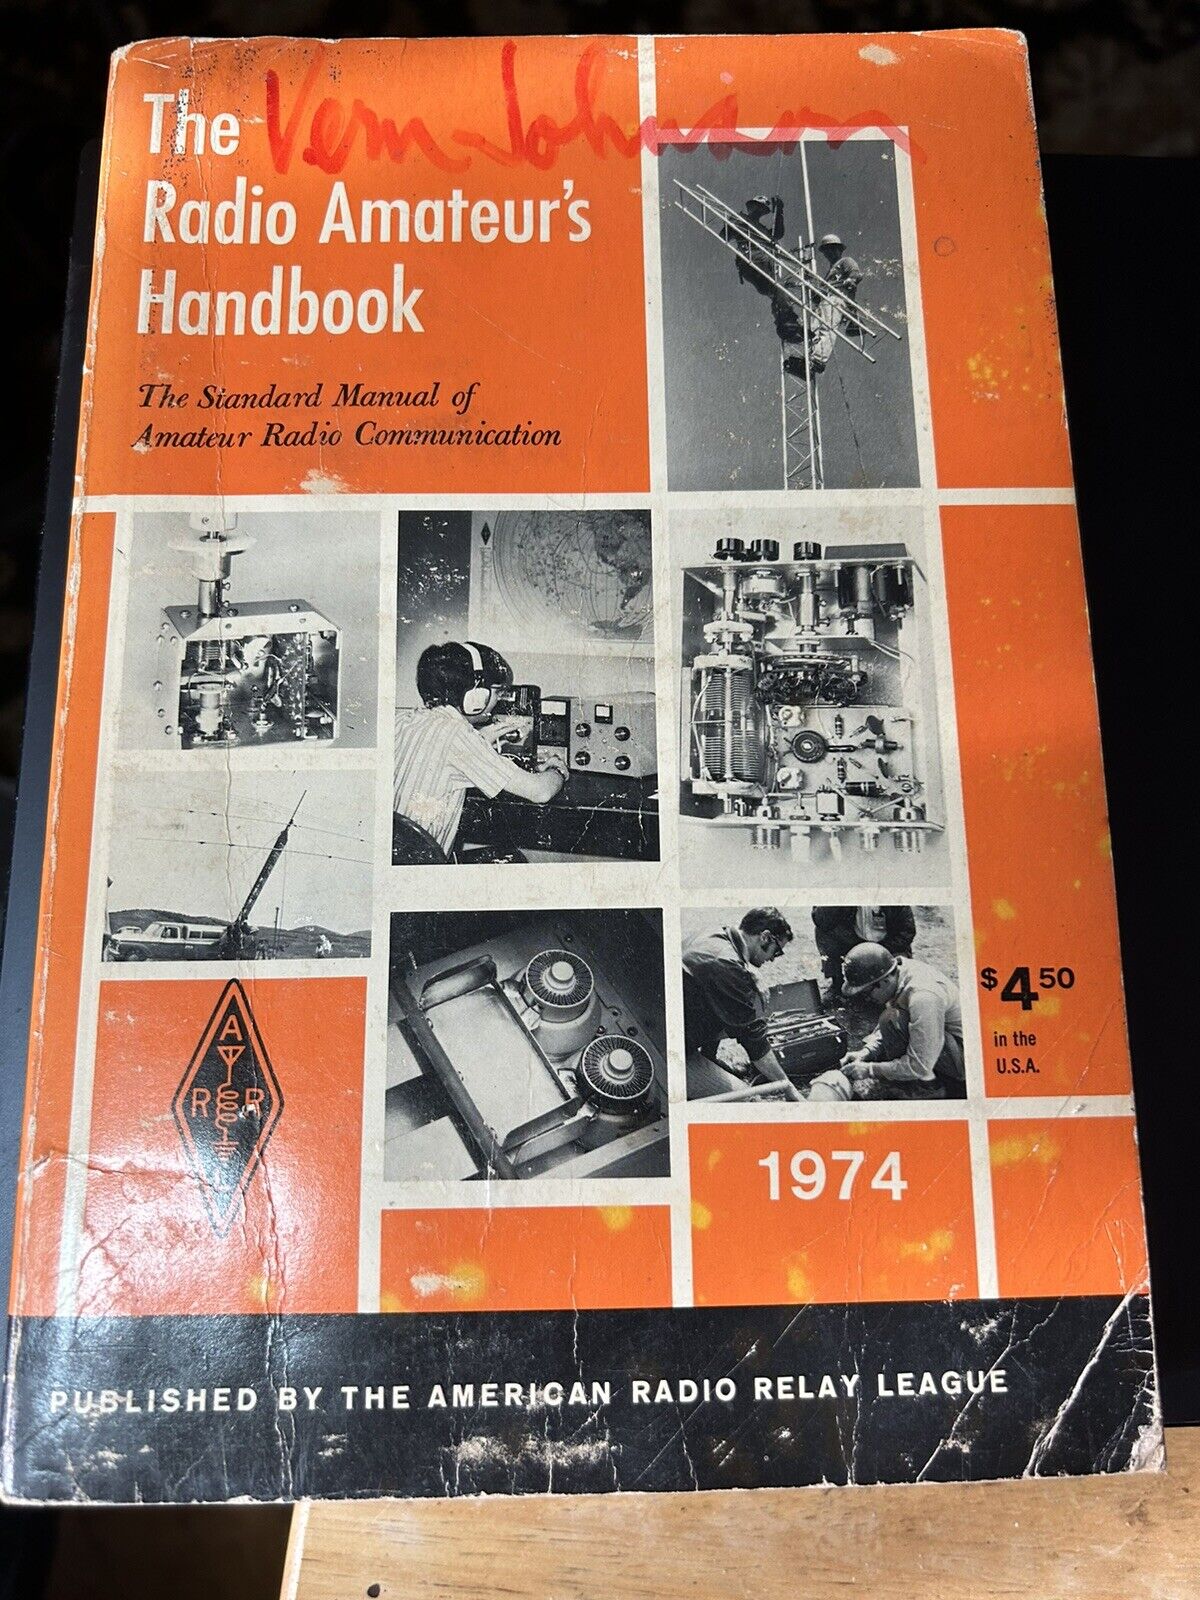 The
Vern Johnson
Radio Amateur's
Handbook
The Standard Manual of
Amateur Radio Communication
$4.50
in the
U.S.A.
A
R R
L
1974
PUBLISHED BY THE AMERICAN RADIO RELAY LEAGUE